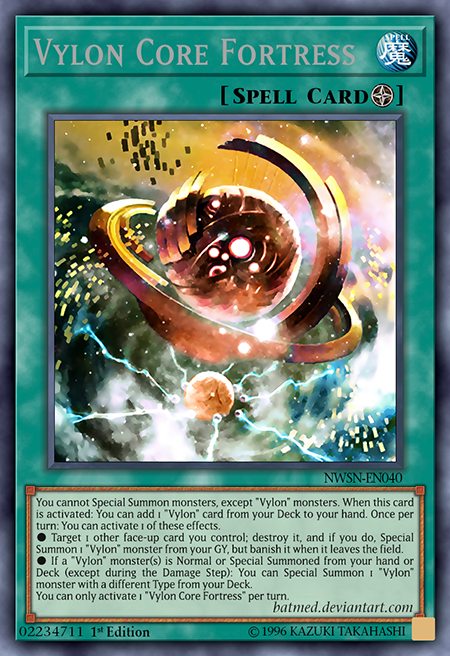 VYLON CORE FORTRESS
SPELL
魔
[SPELL CARD]
NWSN-EN040
You cannot Special Summon monsters, except "Vylon" monsters. When this card
is activated: You can add 1 "Vylon" card from your Deck to your hand. Once per
turn: You can activate 1 of these effects.
● Target 1 other face-up card you control; destroy it, and if you do, Special
Summon 1 "Vylon" monster from your GY, but banish it when it leaves the field.
● If a "Vylon" monster(s) is Normal or Special Summoned from your hand or
Deck (except during the Damage Step): You can Special Summon 1 "Vylon"
monster with a different Type from your Deck.
You can only activate 1 "Vylon Core Fortress" per turn.
batmed.deviantart.com
02234711 1st Edition © 1996 KAZUKI TAKAHASHI